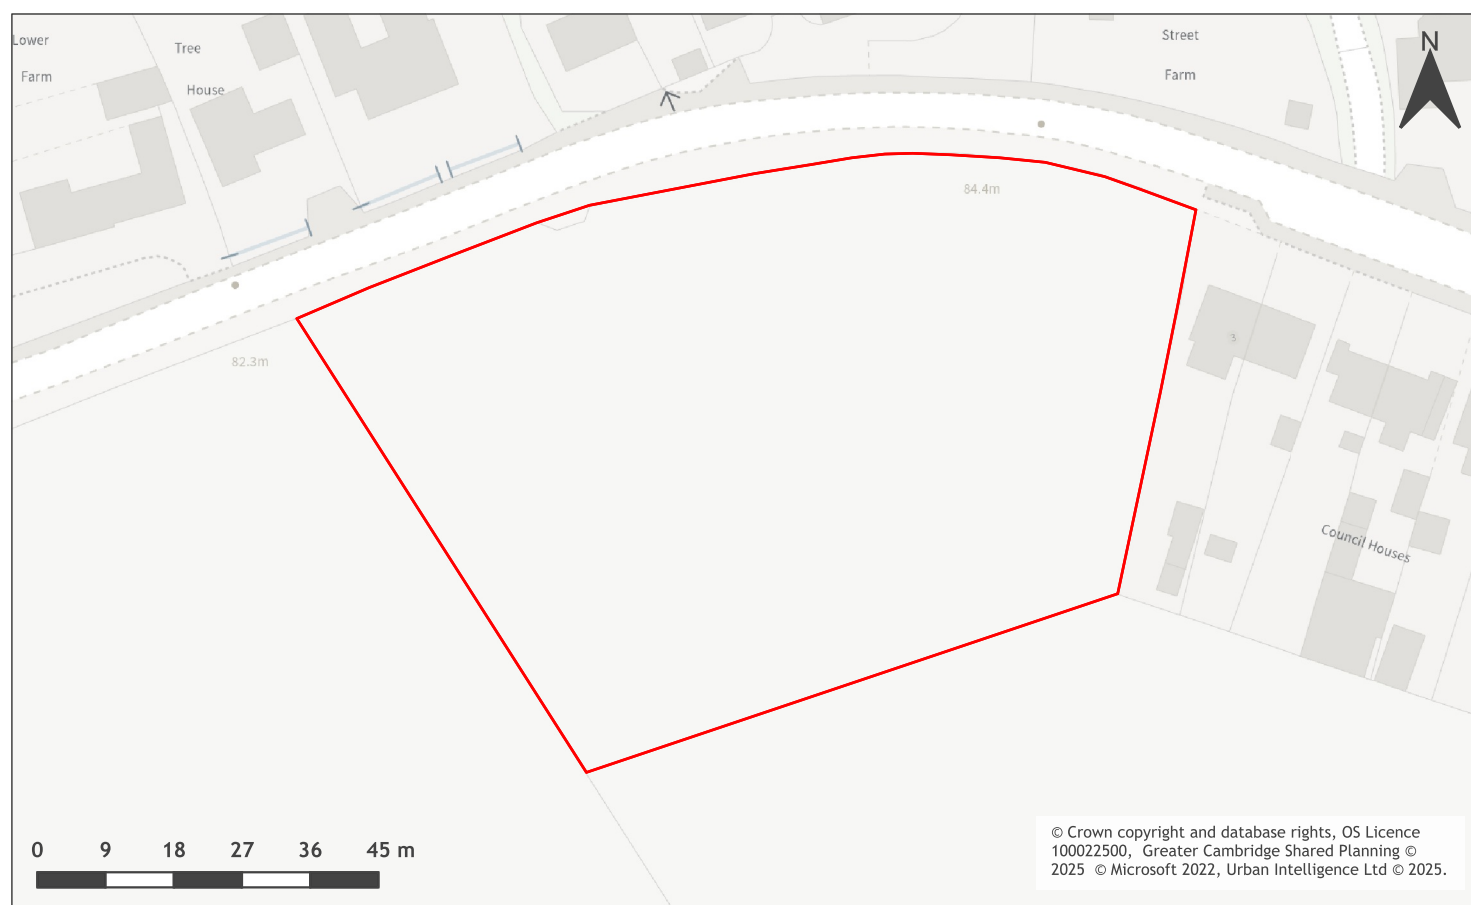 Lower
Farm
Tree
House
Street
Farm
N
84.4m
82.3m
3
Council Houses
0 9 18 27 36 45 m
© Crown copyright and database rights, OS Licence
100022500, Greater Cambridge Shared Planning ©
2025 © Microsoft 2022, Urban Intelligence Ltd © 2025.